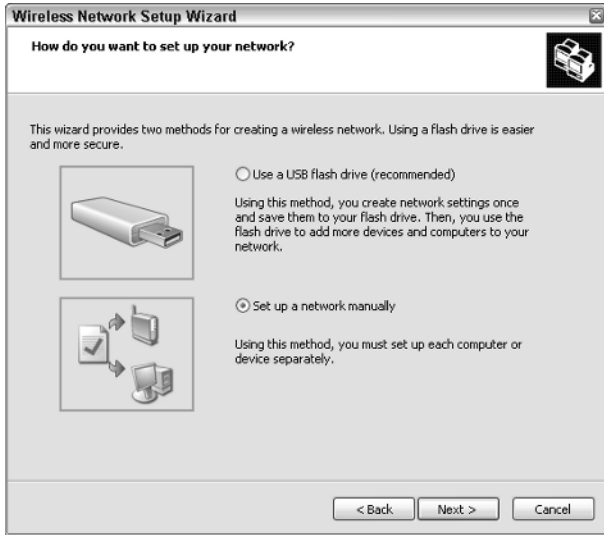 Wireless Network Setup Wizard
How do you want to set up your network?
This wizard provides two methods for creating a wireless network. Using a flash drive is easier
and more secure.
Use a USB flash drive (recommended)
Using this method, you create network settings once
and save them to your flash drive. Then, you use the
flash drive to add more devices and computers to your
network.
Set up a network manually
Using this method, you must set up each computer or
device separately.
< Back Next > Cancel